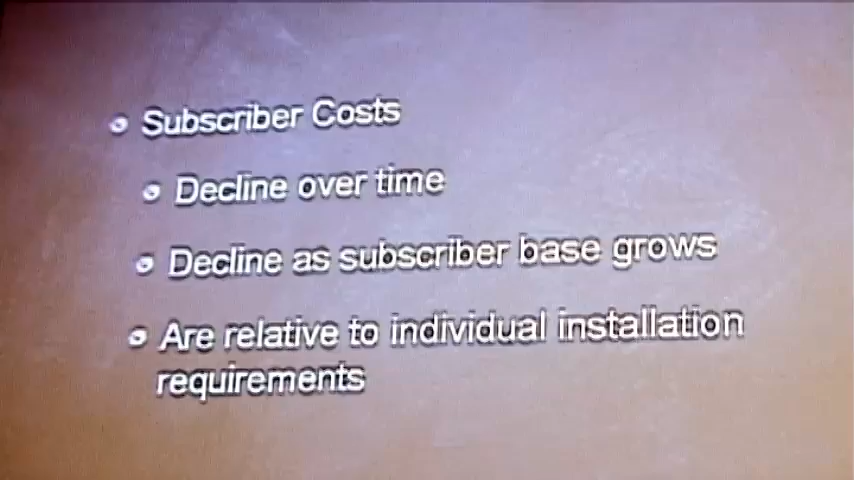 Subscriber Costs
Decline over time
Decline as subscriber base grows
Are relative to individual installation
requirements